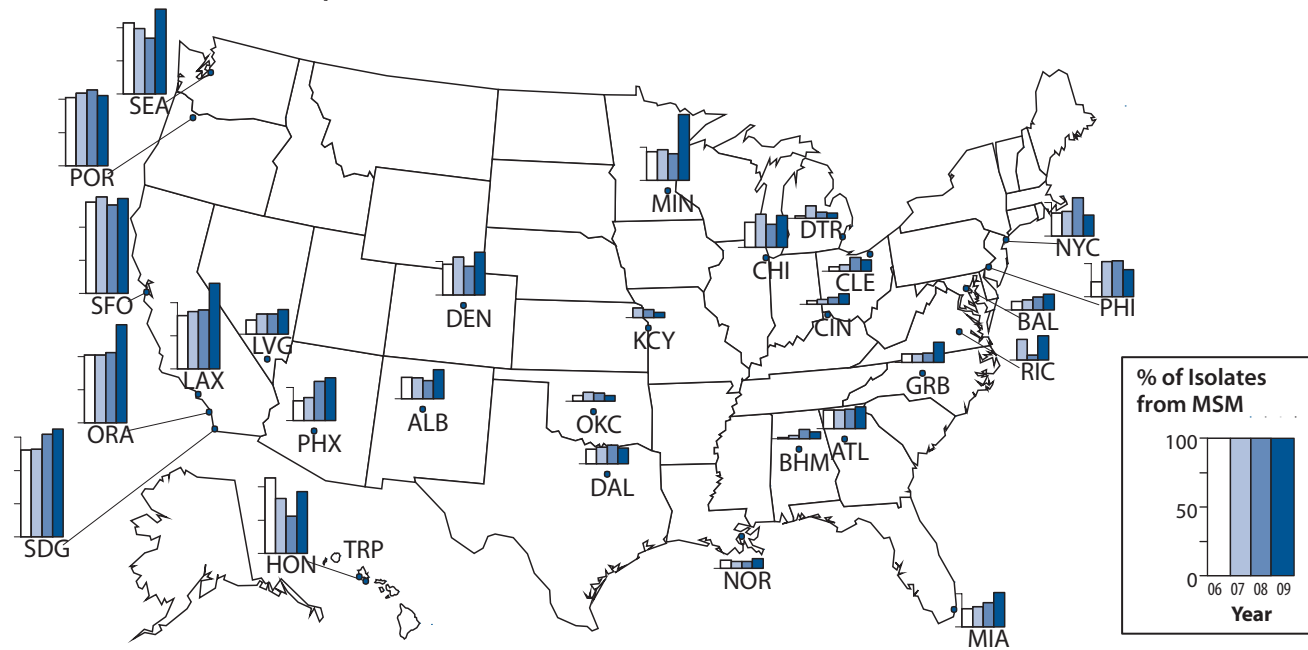 SEA
POR
SFO
LAX
LVG
ORA
SDG
PHX
HON
TRP
DEN
ALB
MIN
KCY
OKC
DAL
CHI
DTR
CLE
CIN
GRB
BHM
ATL
NOR
MIA
NYC
PHI
BAL
RIC
% of Isolates
from MSM
100
50
0
06 07 08 09
Year